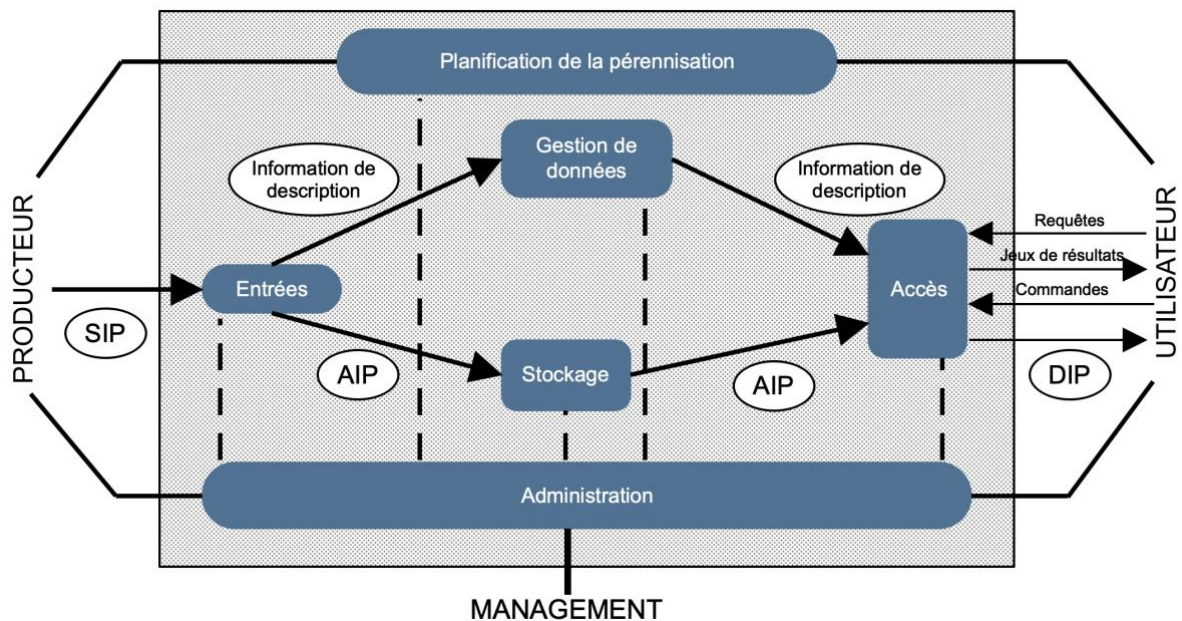 Planification de la pérennisation
Gestion de
données
Information de
description
Information de
description
Requêtes
Jeux de résultats
Commandes
Entrées
Accès
PRODUCTEUR
UTILISATEUR
SIP
AIP
Stockage
AIP
DIP
Administration
MANAGEMENT